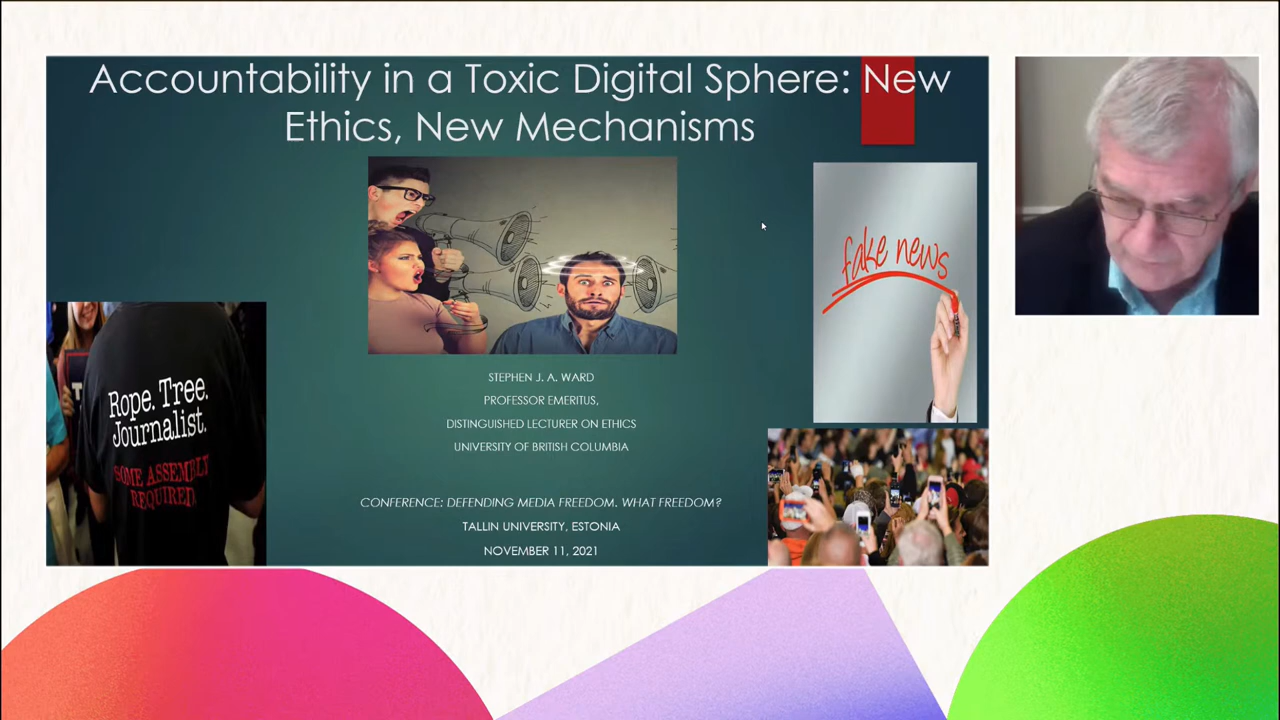 Accountability in a Toxic Digital Sphere: New
Ethics, New Mechanisms
fake news
Rope. Tree.
Journalist.
SOME ASSEMBLY
REQUIRED.
STEPHEN J. A. WARD
PROFESSOR EMERITUS,
DISTINGUISHED LECTURER ON ETHICS
UNIVERSITY OF BRITISH COLUMBIA
CONFERENCE: DEFENDING MEDIA FREEDOM. WHAT FREEDOM?
TALLIN UNIVERSITY, ESTONIA
NOVEMBER 11, 2021